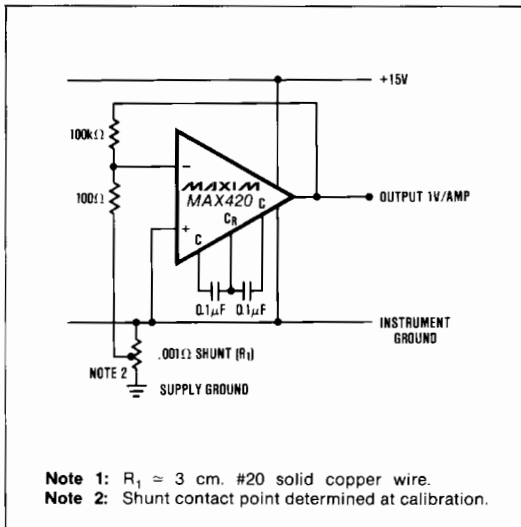 +15V
100kΩ
100Ω
−
MAXIM
MAX420
+
C
CR
C
OUTPUT 1V/AMP
0.1µF
0.1µF
INSTRUMENT
GROUND
.001Ω SHUNT (R₁)
NOTE 2
SUPPLY GROUND
Note 1: R₁ ≃ 3 cm. #20 solid copper wire.
Note 2: Shunt contact point determined at calibration.